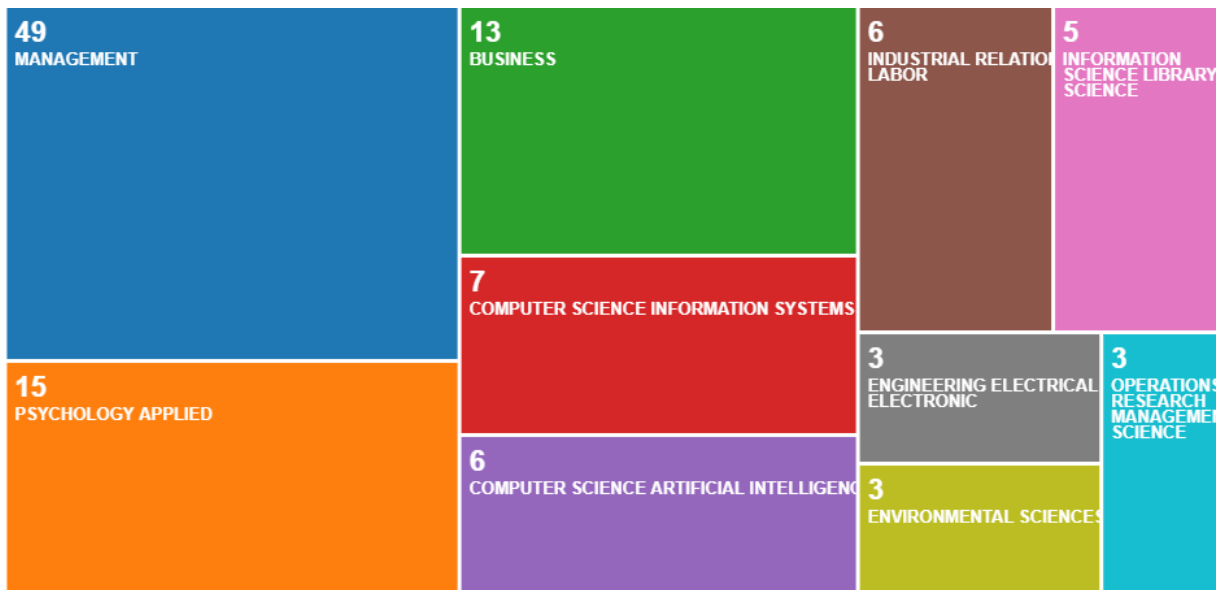 49
MANAGEMENT
15
PSYCHOLOGY APPLIED
13
BUSINESS
7
COMPUTER SCIENCE INFORMATION SYSTEMS
6
COMPUTER SCIENCE ARTIFICIAL INTELLIGENC
6
INDUSTRIAL RELATION
LABOR
5
INFORMATION
SCIENCE LIBRARY
SCIENCE
3
ENGINEERING ELECTRICAL
ELECTRONIC
3
ENVIRONMENTAL SCIENCES
3
OPERATIONS
RESEARCH
MANAGEME
SCIENCE